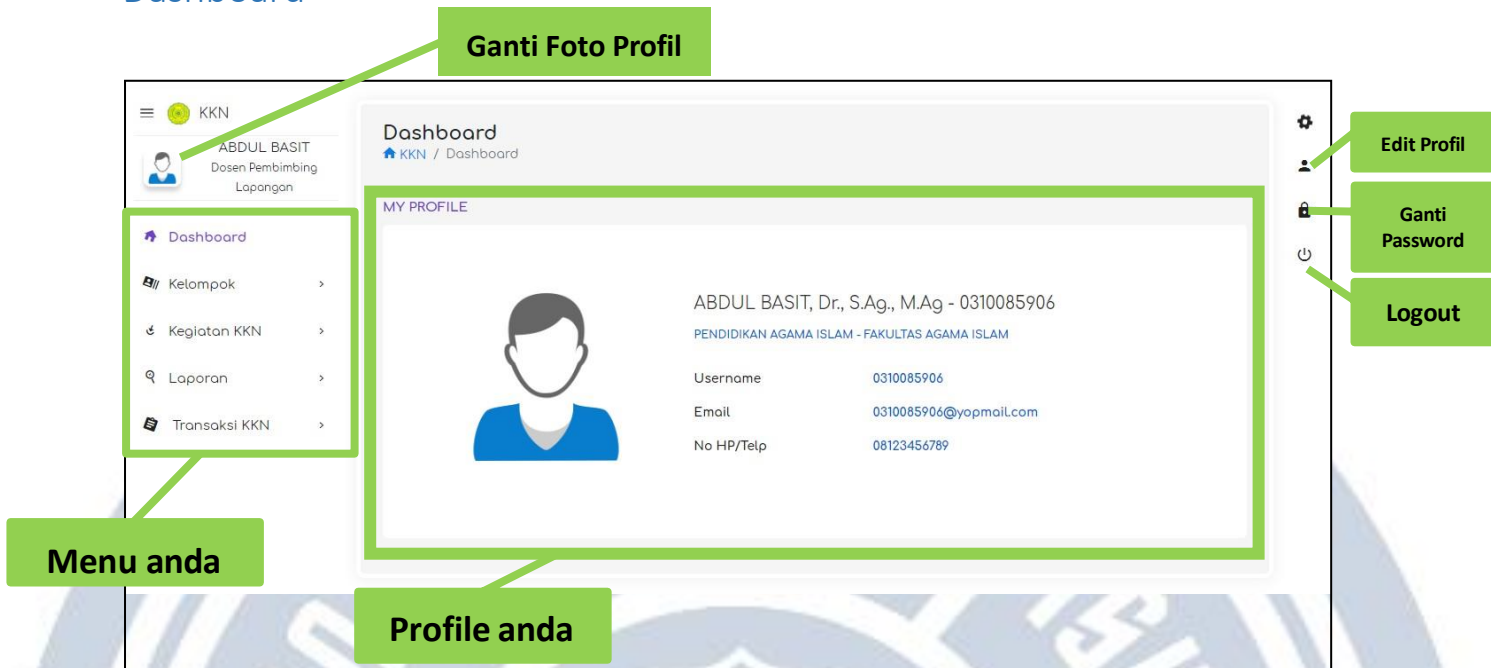 Dashboard
Ganti Foto Profil
KKN
ABDUL BASIT
Dosen Pembimbing
Lapangan
Dashboard
KKN / Dashboard
Edit Profil
MY PROFILE
Ganti
Password
Dashboard
Kelompok
Kegiatan KKN
Laporan
Transaksi KKN
ABDUL BASIT, Dr., S.Ag., M.Ag - 0310085906
PENDIDIKAN AGAMA ISLAM - FAKULTAS AGAMA ISLAM
Username 0310085906
Email 0310085906@yopmail.com
No HP/Telp 08123456789
Logout
Menu anda
Profile anda